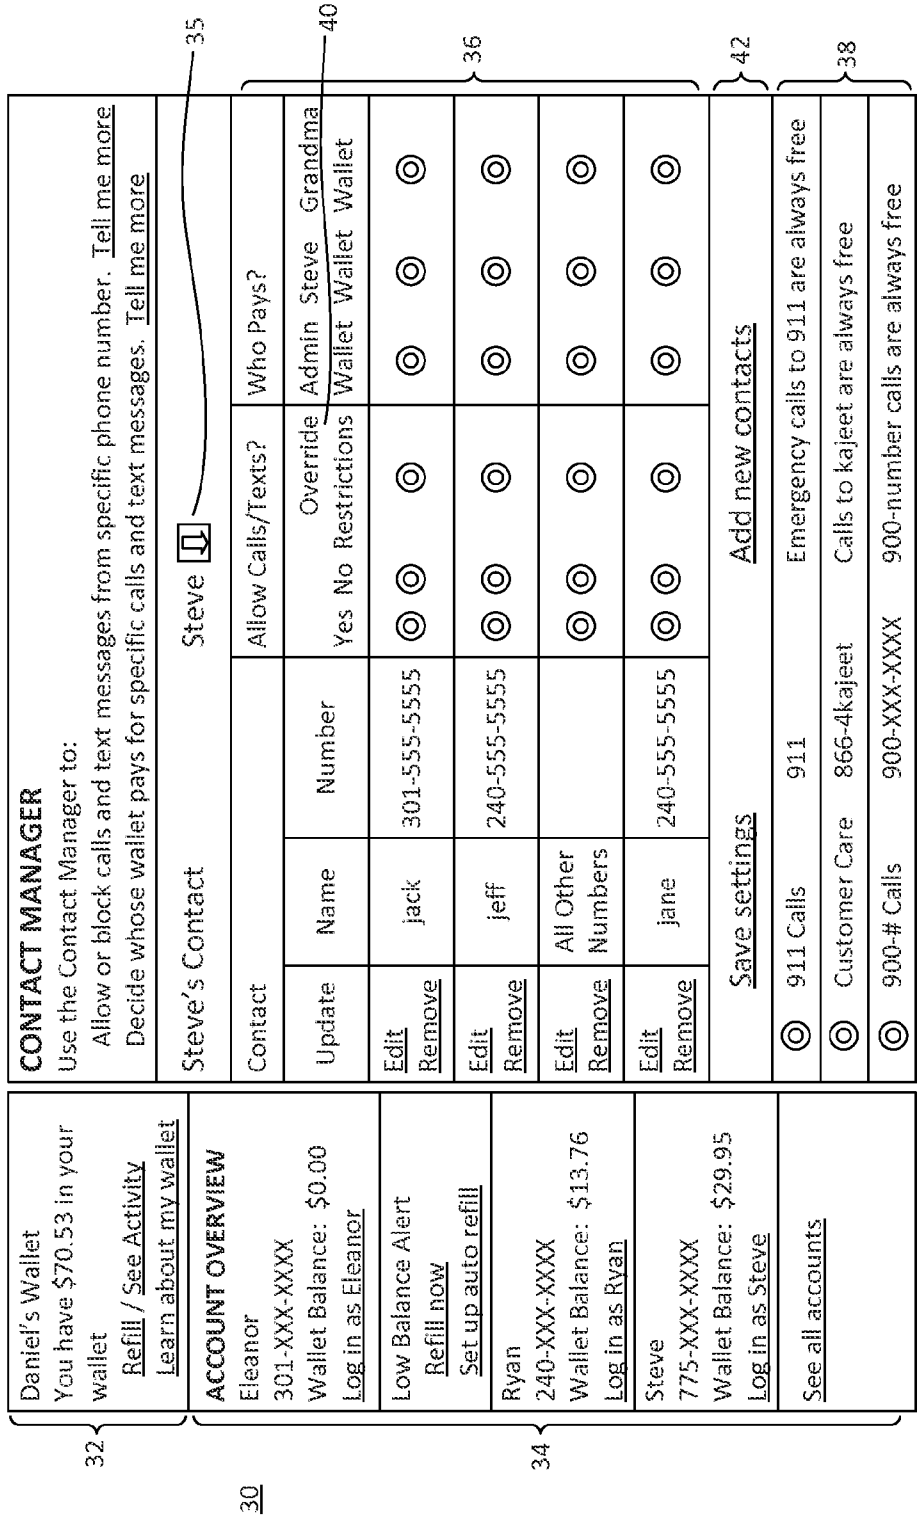 30
32
Daniel's Wallet
You have $70.53 in your
wallet
Refill / See Activity
Learn about my wallet
34
ACCOUNT OVERVIEW
Eleanor
301-XXX-XXXX
Wallet Balance: $0.00
Log in as Eleanor
Low Balance Alert
Refill now
Set up auto refill
Ryan
240-XXX-XXXX
Wallet Balance: $13.76
Log in as Ryan
Steve
775-XXX-XXXX
Wallet Balance: $29.95
Log in as Steve
See all accounts
CONTACT MANAGER
Use the Contact Manager to:
Allow or block calls and text messages from specific phone number. Tell me more
Decide whose wallet pays for specific calls and text messages. Tell me more
Steve's Contact Steve
35
Contact Allow Calls/Texts? Who Pays?
Update Name Number Yes No Override Restrictions Admin Wallet Steve Wallet Grandma Wallet
40
Edit jack 301-555-5555
Remove
Edit jeff 240-555-5555
Remove
Edit All Other
Remove Numbers
Edit jane 240-555-5555
Remove
36
Save settings Add new contacts
42
911 Calls 911 Emergency calls to 911 are always free
Customer Care 866-4kajeet Calls to kajeet are always free
900-# Calls 900-XXX-XXXX 900-number calls are always free
38